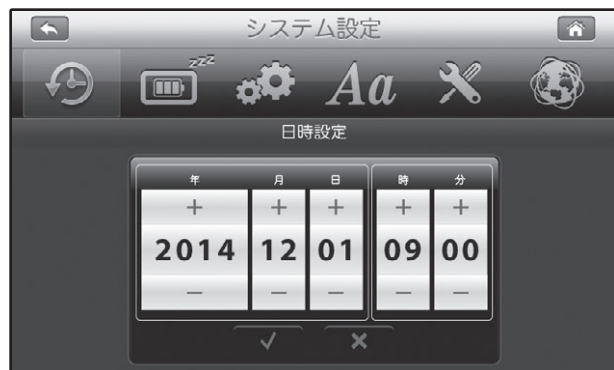 システム設定
zzz
Aa
日時設定
年 月 日 時 分
+ + + + +
2014 12 01 09 00
− − − − −